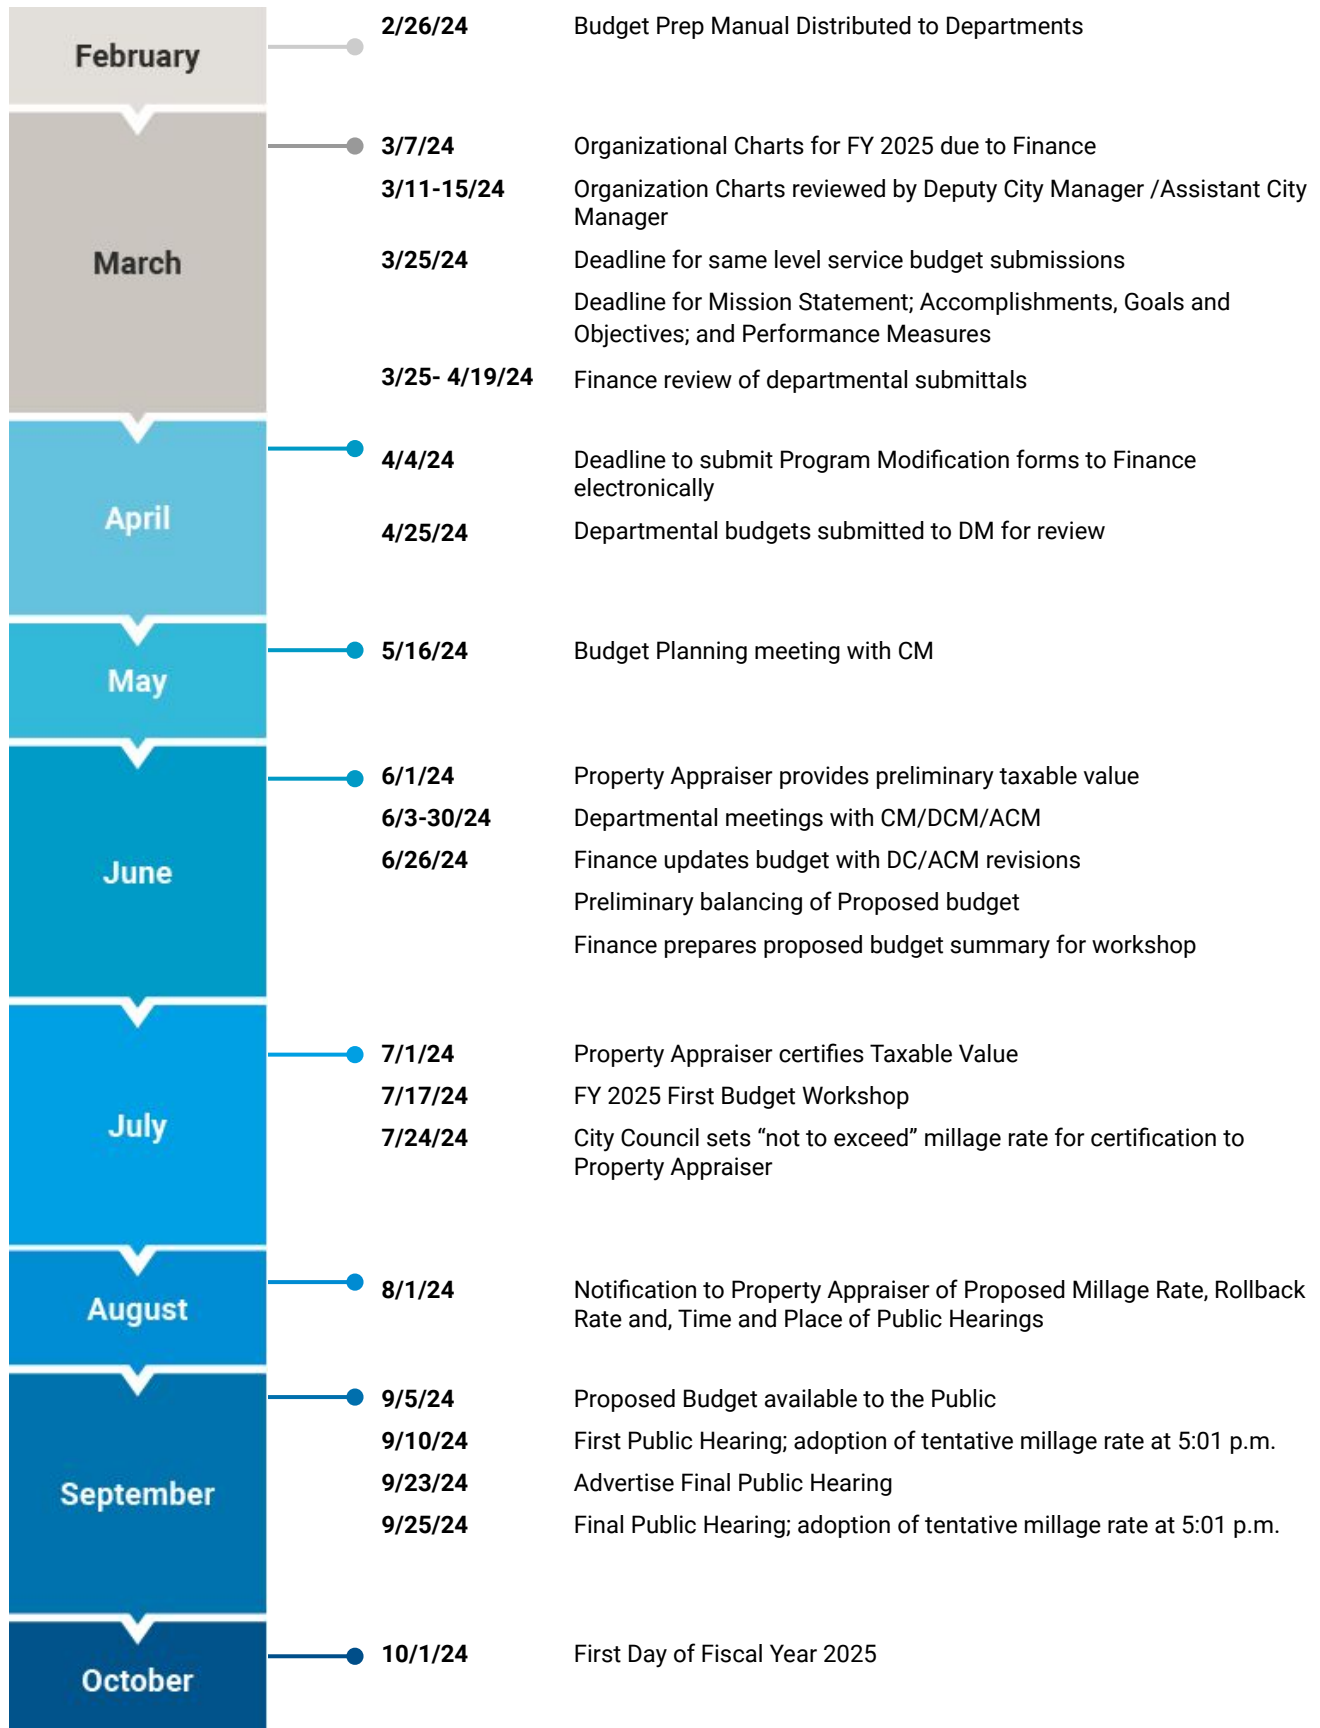 February
2/26/24 Budget Prep Manual Distributed to Departments
March
3/7/24 Organizational Charts for FY 2025 due to Finance
3/11-15/24 Organization Charts reviewed by Deputy City Manager /Assistant City
Manager
3/25/24 Deadline for same level service budget submissions
Deadline for Mission Statement; Accomplishments, Goals and
Objectives; and Performance Measures
3/25- 4/19/24 Finance review of departmental submittals
April
4/4/24 Deadline to submit Program Modification forms to Finance
electronically
4/25/24 Departmental budgets submitted to DM for review
May
5/16/24 Budget Planning meeting with CM
June
6/1/24 Property Appraiser provides preliminary taxable value
6/3-30/24 Departmental meetings with CM/DCM/ACM
6/26/24 Finance updates budget with DC/ACM revisions
Preliminary balancing of Proposed budget
Finance prepares proposed budget summary for workshop
July
7/1/24 Property Appraiser certifies Taxable Value
7/17/24 FY 2025 First Budget Workshop
7/24/24 City Council sets “not to exceed” millage rate for certification to
Property Appraiser
August
8/1/24 Notification to Property Appraiser of Proposed Millage Rate, Rollback
Rate and, Time and Place of Public Hearings
September
9/5/24 Proposed Budget available to the Public
9/10/24 First Public Hearing; adoption of tentative millage rate at 5:01 p.m.
9/23/24 Advertise Final Public Hearing
9/25/24 Final Public Hearing; adoption of tentative millage rate at 5:01 p.m.
October
10/1/24 First Day of Fiscal Year 2025